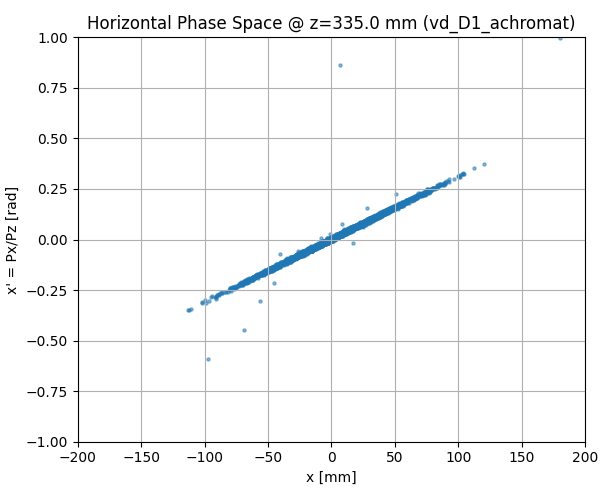 Horizontal Phase Space @ z=335.0 mm (vd_D1_achromat)
1.00
0.75
0.50
0.25
0.00
−0.25
−0.50
−0.75
−1.00
x' = Px/Pz [rad]
−200 −150 −100 −50 0 50 100 150 200
x [mm]